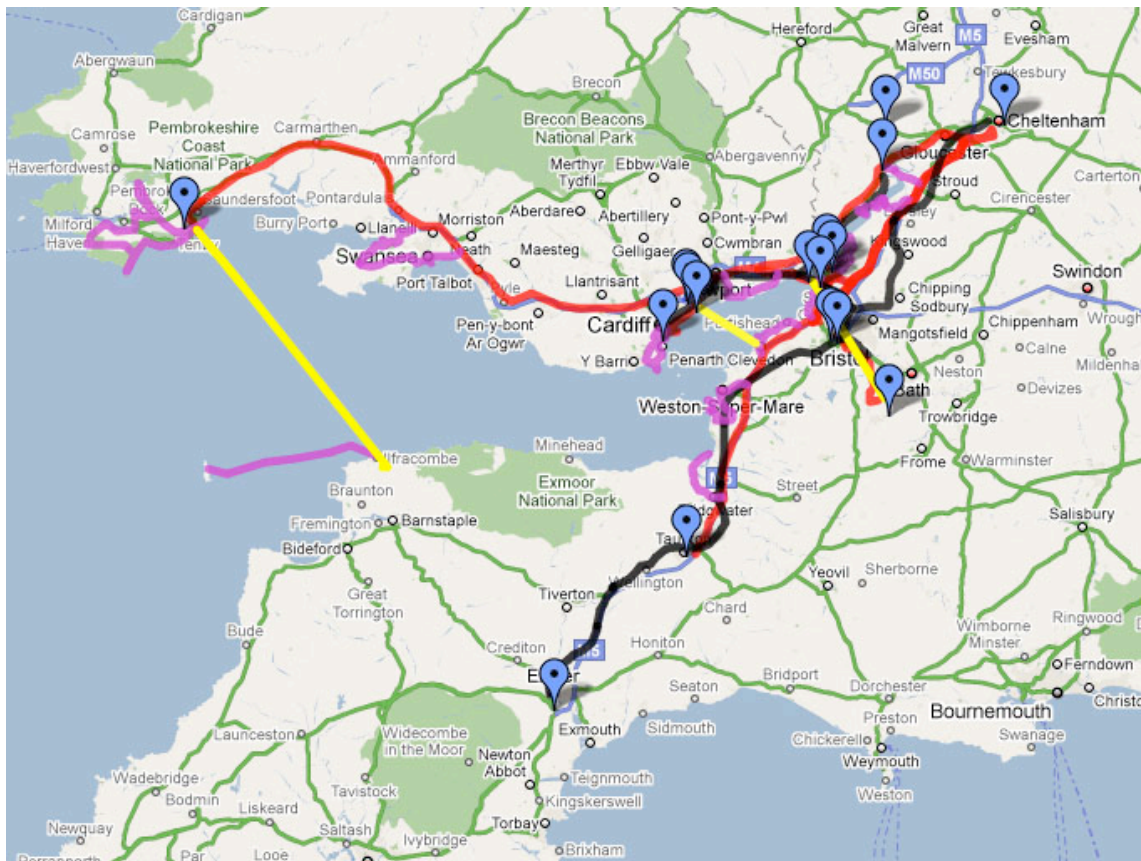 Cardigan
Hereford
Great
Malvern
M5
Evesham
Abergwaun
M50
Tewkesbury
Brecon
Camrose
Pembrokeshire
Coast
National Park
Carmarthen
Brecon Beacons
National Park
Cheltenham
Haverfordwest
Ammanford
Merthyr
Tydfil
Ebbw Vale
Abergavenny
Gloucester
Carterton
Milford
Haven
Saundersfoot
Pontardulais
Burry Port
Llanelli
Morriston
Neath
Aberdare
Abertillery
Pont-y-Pwl
Stroud
Cirencester
Swansea
Maesteg
Gelligaer
Cwmbran
Kingswood
Port Talbot
Llantrisant
Newport
Swindon
Pyle
Chipping
Sodbury
Wrough
Pen-y-bont
Ar Ogwr
Cardiff
Portishead
Mangotsfield
Chippenham
Y Barri
Penarth
Clevedon
Bristol
Calne
Mildenhall
Neston
Bath
Devizes
Weston-Super-Mare
Trowbridge
Ilfracombe
Minehead
Frome
Warminster
Braunton
Exmoor
National Park
M5
Street
Fremington
Barnstaple
Bridgwater
Salisbury
Bideford
Taunton
Great
Torrington
Wellington
Yeovil
Sherborne
Tiverton
Chard
Bude
Crediton
M5
Honiton
Wimborne
Minster
Ringwood
Exeter
Ferndown
Seaton
Bridport
Dorchester
Christc
Launceston
Widecombe
in the Moor
Exmouth
Sidmouth
Preston
Bournemouth
Chickerell
Swanage
Newton
Abbot
Weymouth
Wadebridge
Tavistock
Teignmouth
Weston
Bodmin
Liskeard
Kingskerswell
Newquay
Saltash
Torbay
Perranporth
Par
Looe
Ivybridge
Brixham